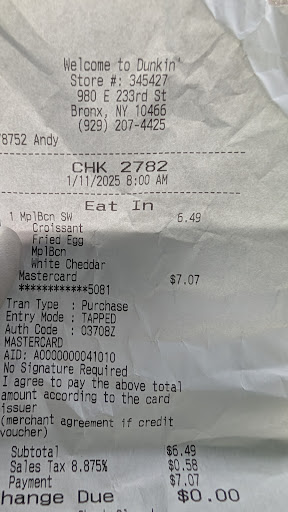 Welcome to Dunkin'
Store #: 345427
980 E 233rd St
Bronx, NY 10466
(929) 207-4425
8752 Andy
CHK 2782
1/11/2025 8:00 AM
Eat In
1 MplBcn SW 6.49
Croissant
Fried Egg
MplBcn
White Cheddar
Mastercard $7.07
************5081
Tran Type : Purchase
Entry Mode : TAPPED
Auth Code : 03708Z
MASTERCARD
AID: A0000000041010
No Signature Required
I agree to pay the above total
amount according to the card
issuer
(merchant agreement if credit
voucher)
Subtotal $6.49
Sales Tax 8.875% $0.58
Payment $7.07
hange Due $0.00